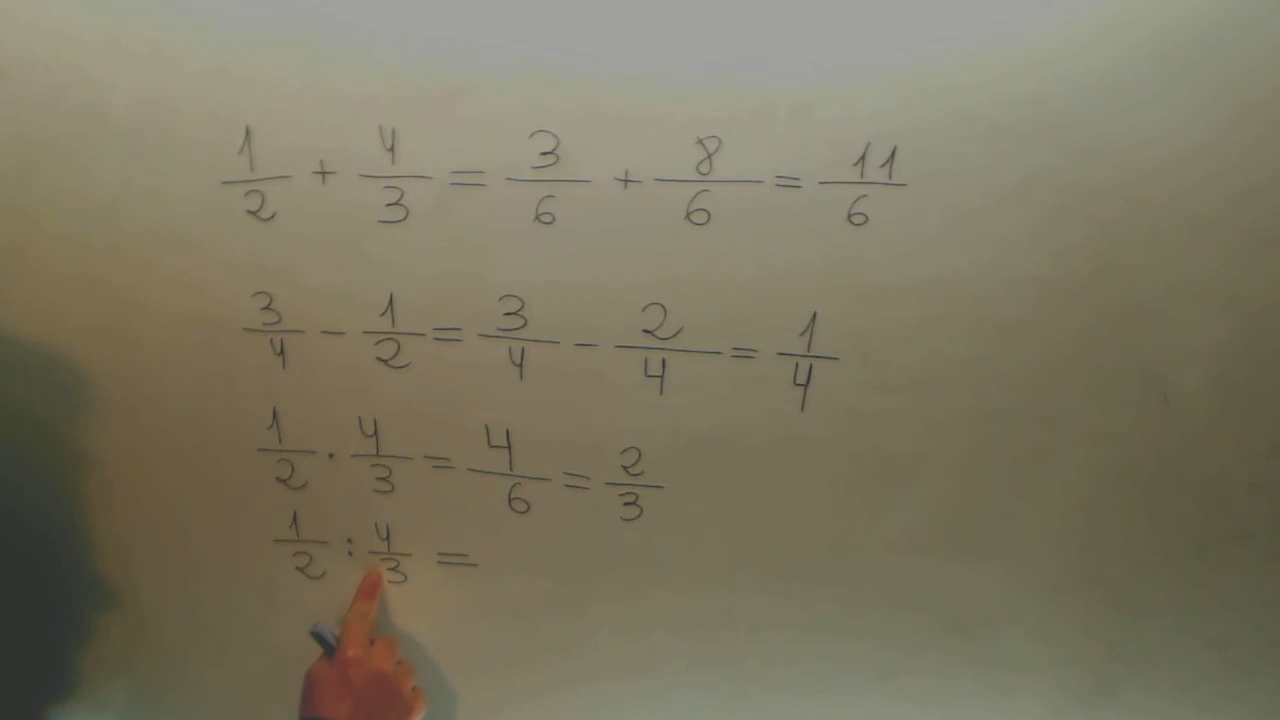 1/2 + 4/3 = 3/6 + 8/6 = 11/6
3/4 - 1/2 = 3/4 - 2/4 = 1/4
1/2 · 4/3 = 4/6 = 2/3
1/2 : 4/3 =